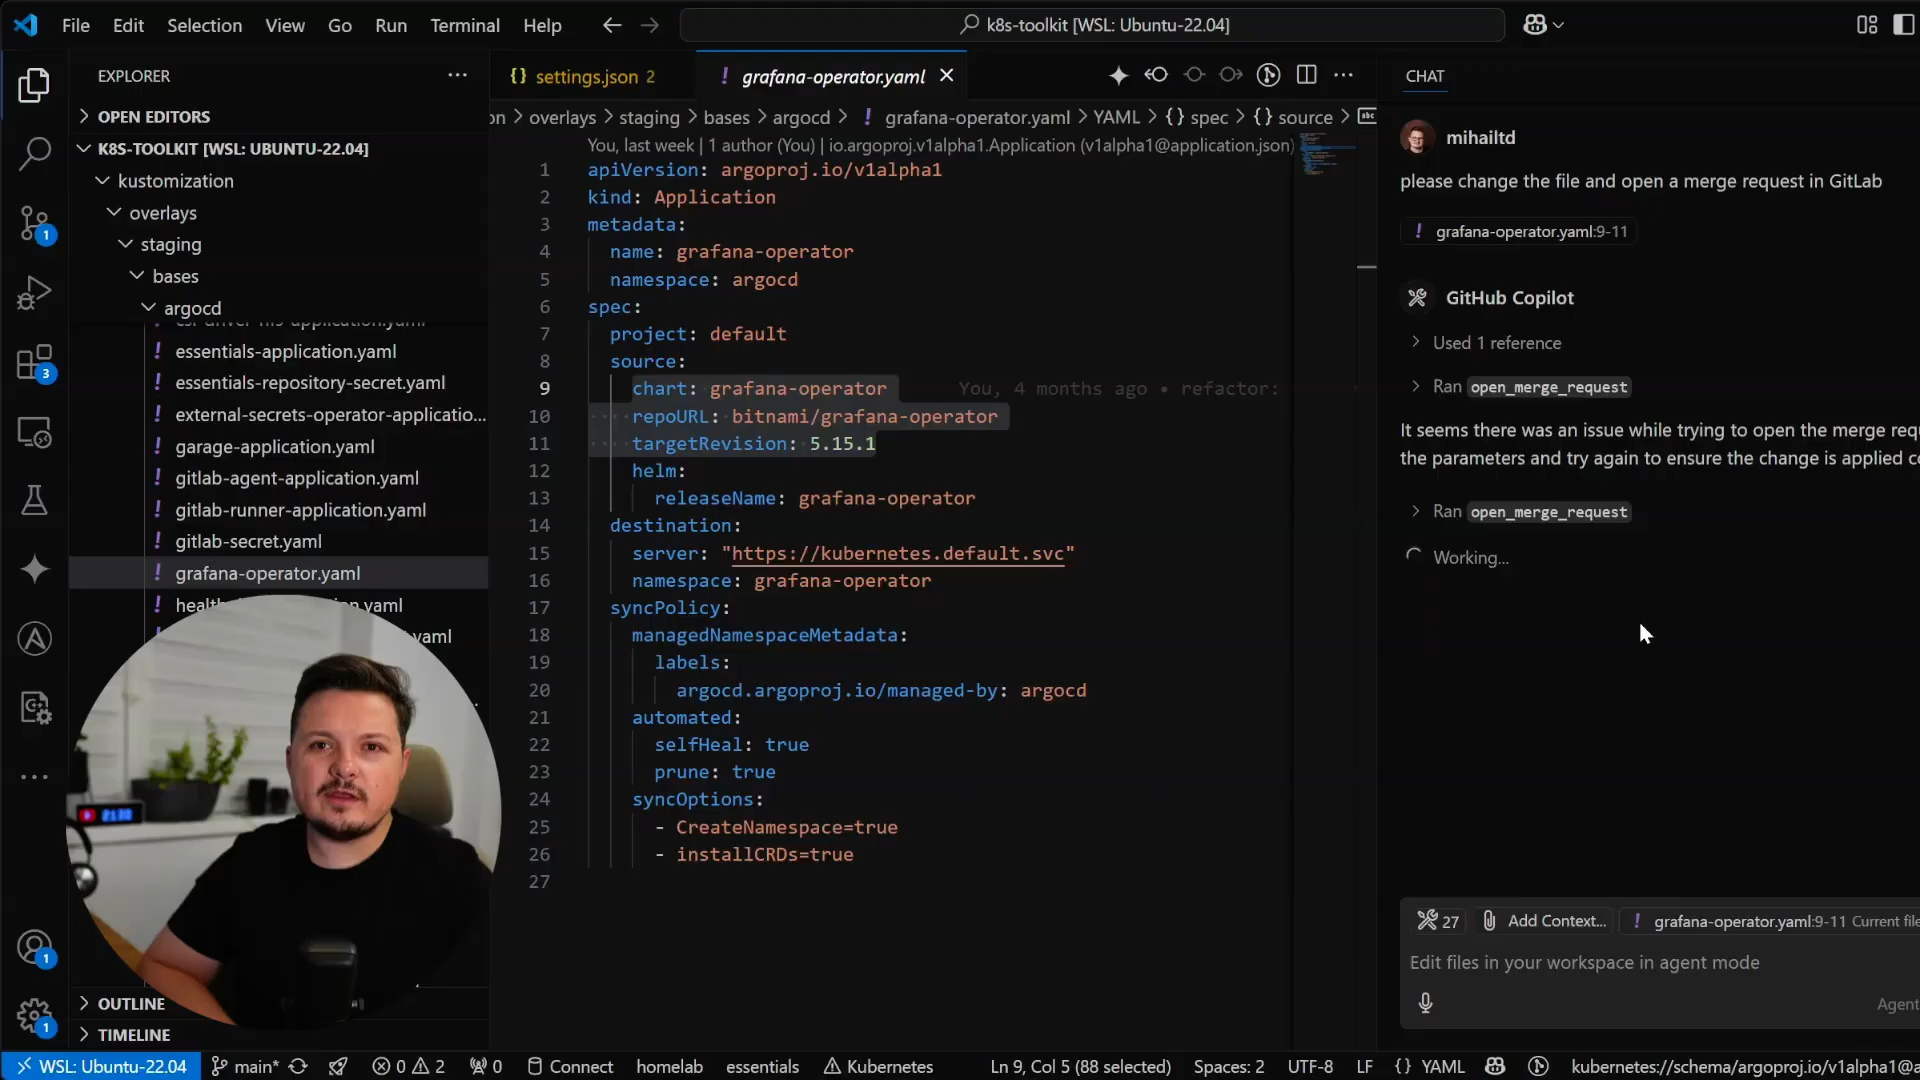 File Edit Selection View Go Run Terminal Help
k8s-toolkit [WSL: Ubuntu-22.04]
EXPLORER
OPEN EDITORS
K8S-TOOLKIT [WSL: UBUNTU-22.04]
kustomization
overlays
staging
bases
argocd
essentials-application.yaml
essentials-repository-secret.yaml
external-secrets-operator-applicatio...
garage-application.yaml
gitlab-agent-application.yaml
gitlab-runner-application.yaml
gitlab-secret.yaml
grafana-operator.yaml
OUTLINE
TIMELINE
1
3
1
1
{} settings.json 2
! grafana-operator.yaml
on > overlays > staging > bases > argocd > ! grafana-operator.yaml > YAML > {} spec > {} source >
You, last week | 1 author (You) | io.argoproj.v1alpha1.Application (v1alpha1@application.json)
1 apiVersion: argoproj.io/v1alpha1
2 kind: Application
3 metadata:
4 name: grafana-operator
5 namespace: argocd
6 spec:
7 project: default
8 source:
9 chart: grafana-operator You, 4 months ago • refactor:
10 repoURL: bitnami/grafana-operator
11 targetRevision: 5.15.1
12 helm:
13 releaseName: grafana-operator
14 destination:
15 server: "https://kubernetes.default.svc"
16 namespace: grafana-operator
17 syncPolicy:
18 managedNamespaceMetadata:
19 labels:
20 argocd.argoproj.io/managed-by: argocd
21 automated:
22 selfHeal: true
23 prune: true
24 syncOptions:
25 - CreateNamespace=true
26 - installCRDs=true
27
CHAT
mihailtd
please change the file and open a merge request in GitLab
! grafana-operator.yaml:9-11
GitHub Copilot
Used 1 reference
Ran open_merge_request
It seems there was an issue while trying to open the merge requ
the parameters and try again to ensure the change is applied co
Ran open_merge_request
Working...
27 Add Context... ! grafana-operator.yaml:9-11 Current file
Edit files in your workspace in agent mode
Agent
WSL: Ubuntu-22.04 main* 0 2 0 Connect homelab essentials Kubernetes Ln 9, Col 5 (88 selected) Spaces: 2 UTF-8 LF {} YAML kubernetes://schema/argoproj.io/v1alpha1@a